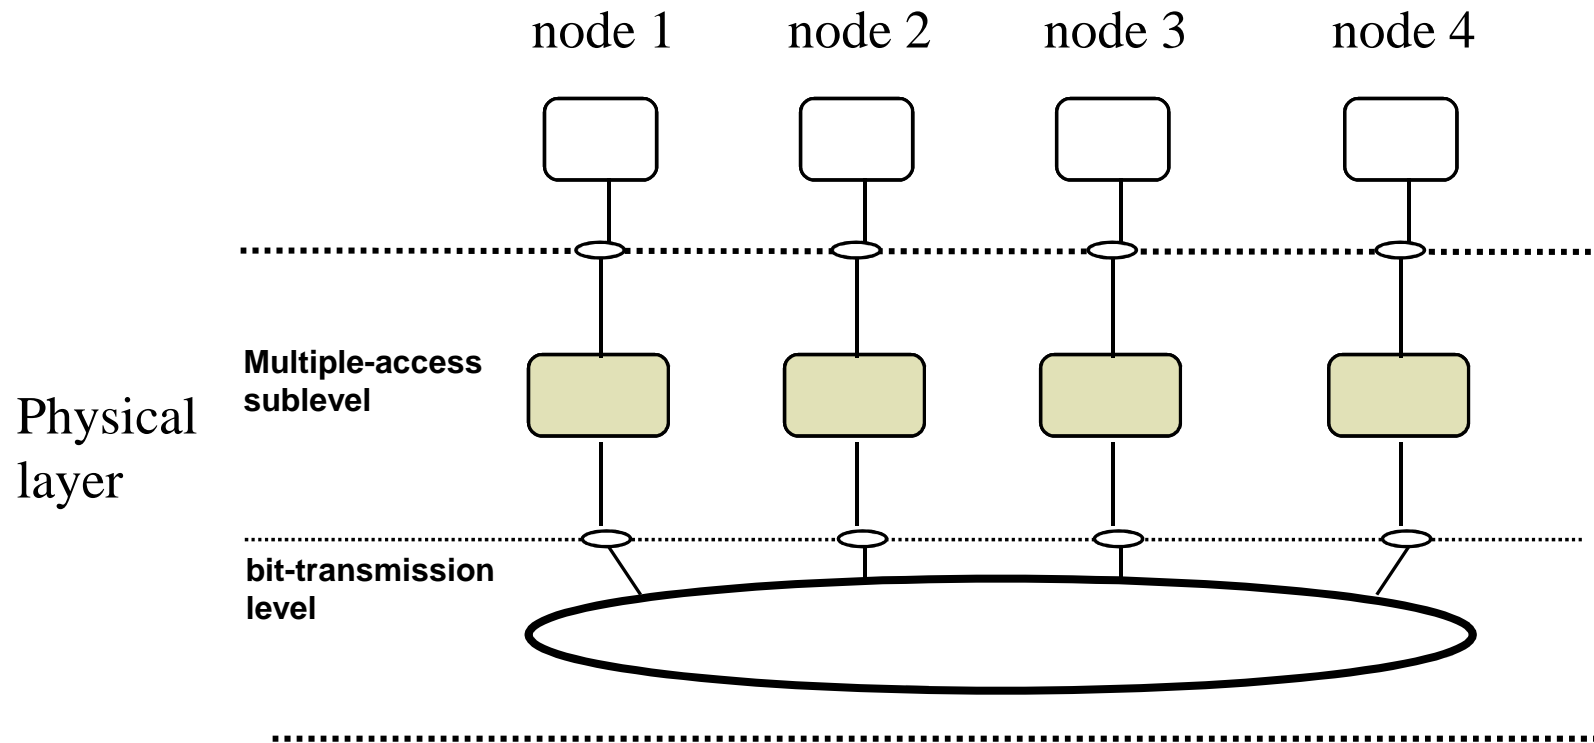 node 1
node 2
node 3
node 4
Multiple-access
sublevel
Physical
layer
bit-transmission
level